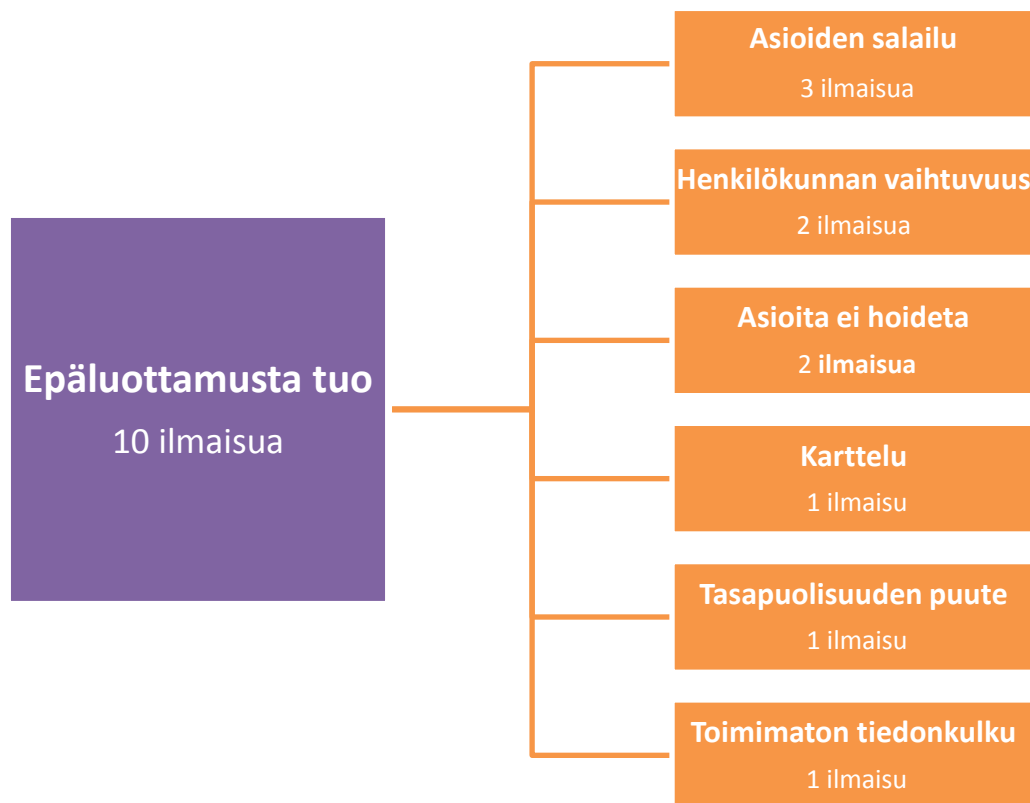 Epäluottamusta tuo
10 ilmaisua
Asioiden salailu
3 ilmaisua
Henkilökunnan vaihtuvuus
2 ilmaisua
Asioita ei hoideta
2 ilmaisua
Karttelu
1 ilmaisu
Tasapuolisuuden puute
1 ilmaisu
Toimimaton tiedonkulku
1 ilmaisu